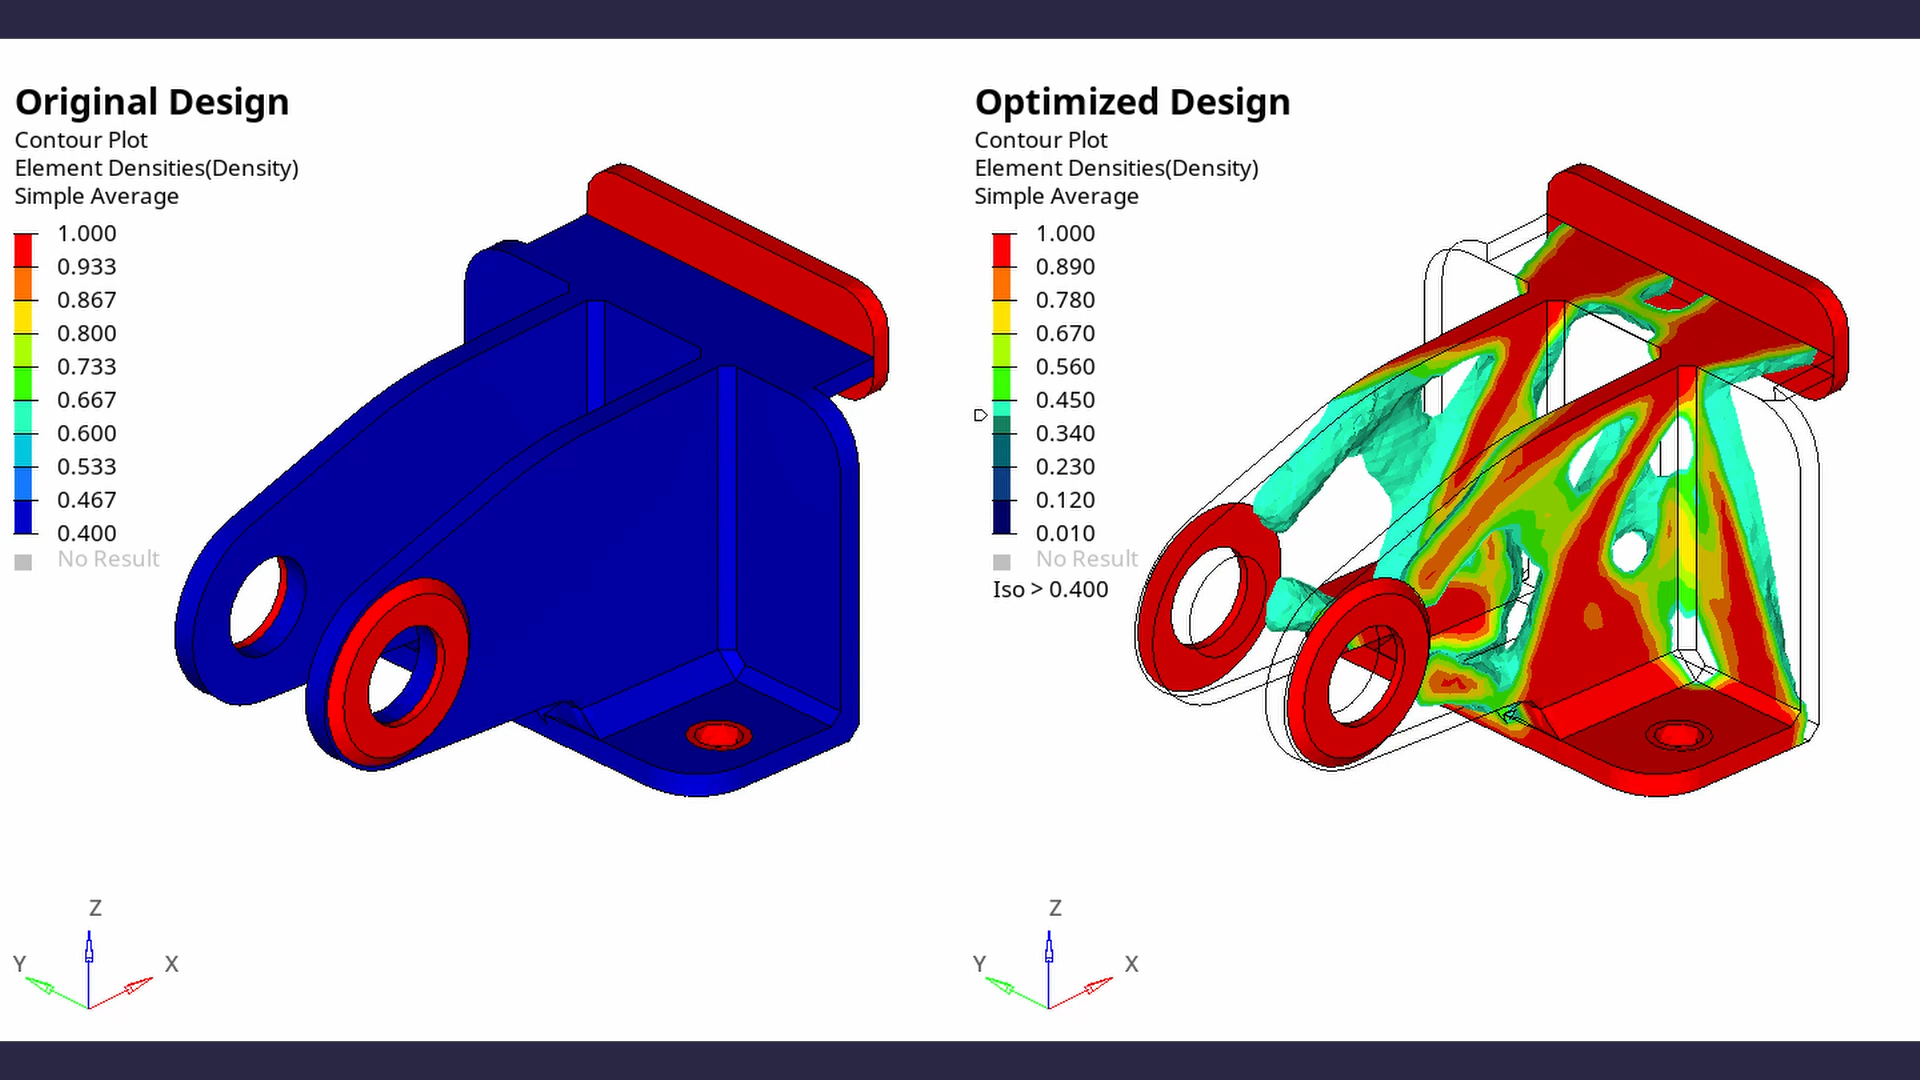 Original Design
Contour Plot
Element Densities(Density)
Simple Average
1.000
0.933
0.867
0.800
0.733
0.667
0.600
0.533
0.467
0.400
No Result
Z
Y
X
Optimized Design
Contour Plot
Element Densities(Density)
Simple Average
1.000
0.890
0.780
0.670
0.560
0.450
0.340
0.230
0.120
0.010
No Result
Iso > 0.400
Z
Y
X